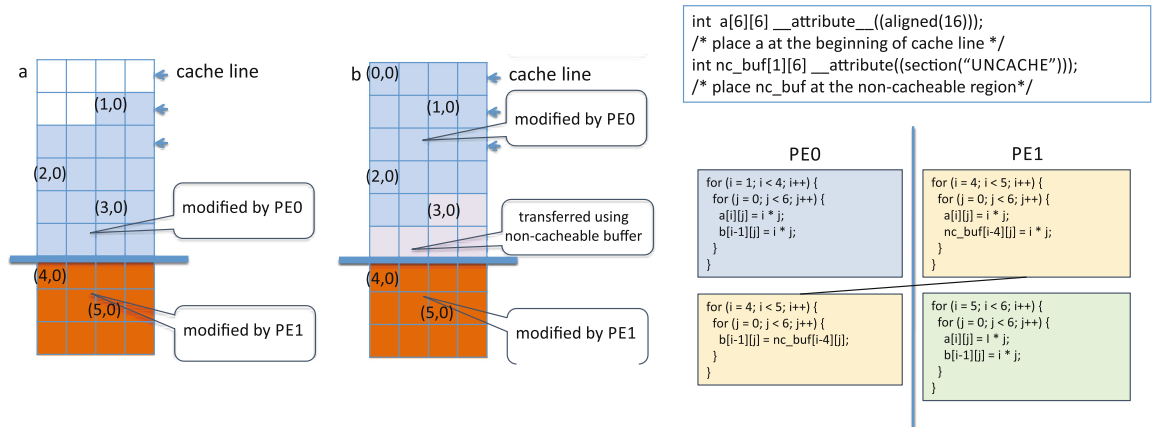 a
cache line
(1,0)
(2,0)
(3,0)
modified by PE0
(4,0)
(5,0)
modified by PE1
b
(0,0)
cache line
(1,0)
modified by PE0
(2,0)
(3,0)
transferred using
non-cacheable buffer
(4,0)
(5,0)
modified by PE1
int a[6][6] __attribute__((aligned(16)));
/* place a at the beginning of cache line */
int nc_buf[1][6] __attribute((section(“UNCACHE”)));
/* place nc_buf at the non-cacheable region*/
PE0
for (i = 1; i < 4; i++) {
for (j = 0; j < 6; j++) {
a[i][j] = i * j;
b[i-1][j] = i * j;
}
}
for (i = 4; i < 5; i++) {
for (j = 0; j < 6; j++) {
b[i-1][j] = nc_buf[i-4][j];
}
}
PE1
for (i = 4; i < 5; i++) {
for (j = 0; j < 6; j++) {
a[i][j] = i * j;
nc_buf[i-4][j] = i * j;
}
}
for (i = 5; i < 6; i++) {
for (j = 0; j < 6; j++) {
a[i][j] = I * j;
b[i-1][j] = i * j;
}
}